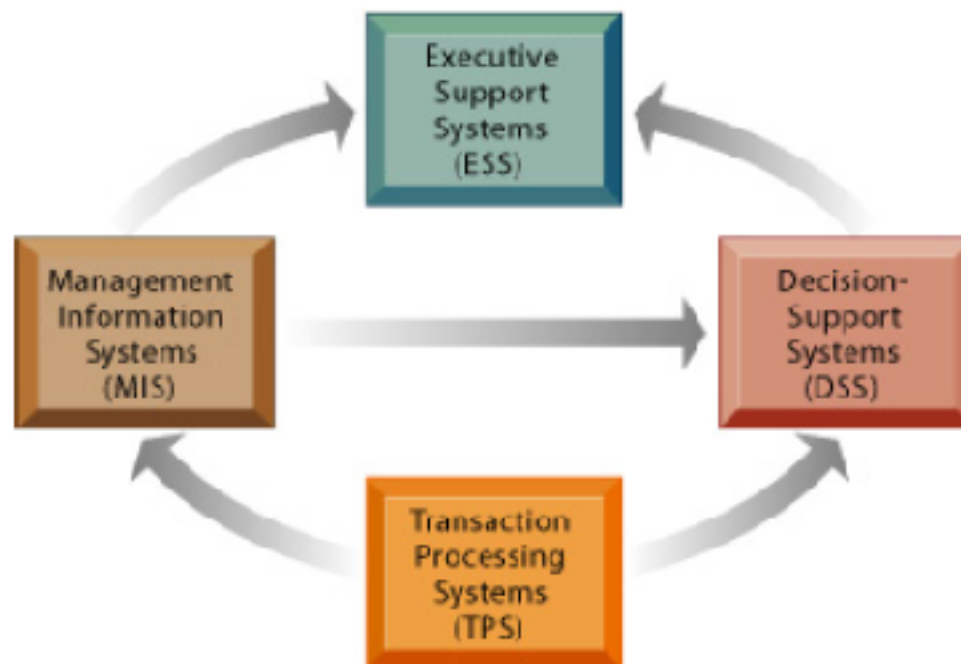 Executive
Support
Systems
(ESS)
Management
Information
Systems
(MIS)
Decision-
Support
Systems
(DSS)
Transaction
Processing
Systems
(TPS)